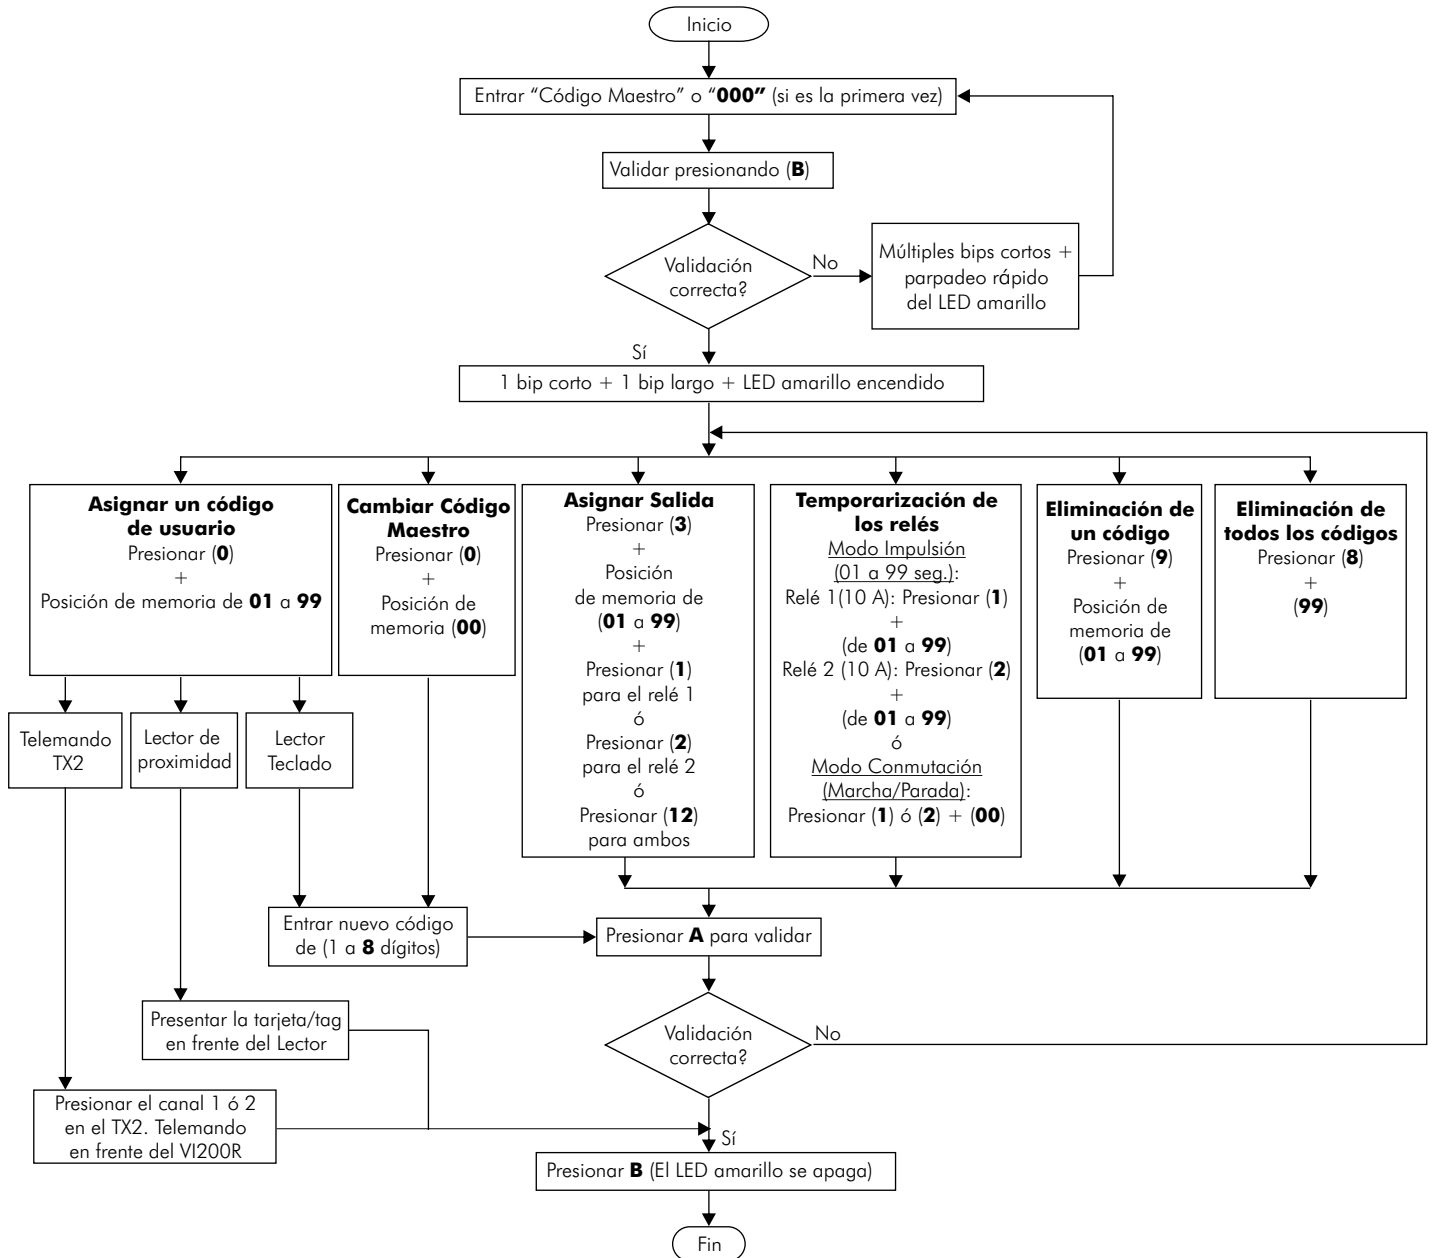 Inicio
Entrar “Código Maestro” o “000” (si es la primera vez)
Validar presionando (B)
Validación
correcta?
No
Múltiples bips cortos +
parpadeo rápido
del LED amarillo
Sí
1 bip corto + 1 bip largo + LED amarillo encendido
Asignar un código
de usuario
Presionar (0)
+
Posición de memoria de 01 a 99
Cambiar Código
Maestro
Presionar (0)
+
Posición de
memoria (00)
Asignar Salida
Presionar (3)
+
Posición
de memoria de
(01 a 99)
+
Presionar (1)
para el relé 1
ó
Presionar (2)
para el relé 2
ó
Presionar (12)
para ambos
Temporarización de
los relés
Modo Impulsión
(01 a 99 seg.):
Relé 1(10 A): Presionar (1)
+
(de 01 a 99)
Relé 2 (10 A): Presionar (2)
+
(de 01 a 99)
ó
Modo Conmutación
(Marcha/Parada):
Presionar (1) ó (2) + (00)
Eliminación de
un código
Presionar (9)
+
Posición de
memoria de
(01 a 99)
Eliminación de
todos los códigos
Presionar (8)
+
(99)
Telemando
TX2
Lector de
proximidad
Lector
Teclado
Entrar nuevo código
de (1 a 8 dígitos)
Presionar A para validar
Presentar la tarjeta/tag
en frente del Lector
Validación
correcta?
No
Presionar el canal 1 ó 2
en el TX2. Telemando
en frente del VI200R
Sí
Presionar B (El LED amarillo se apaga)
Fin